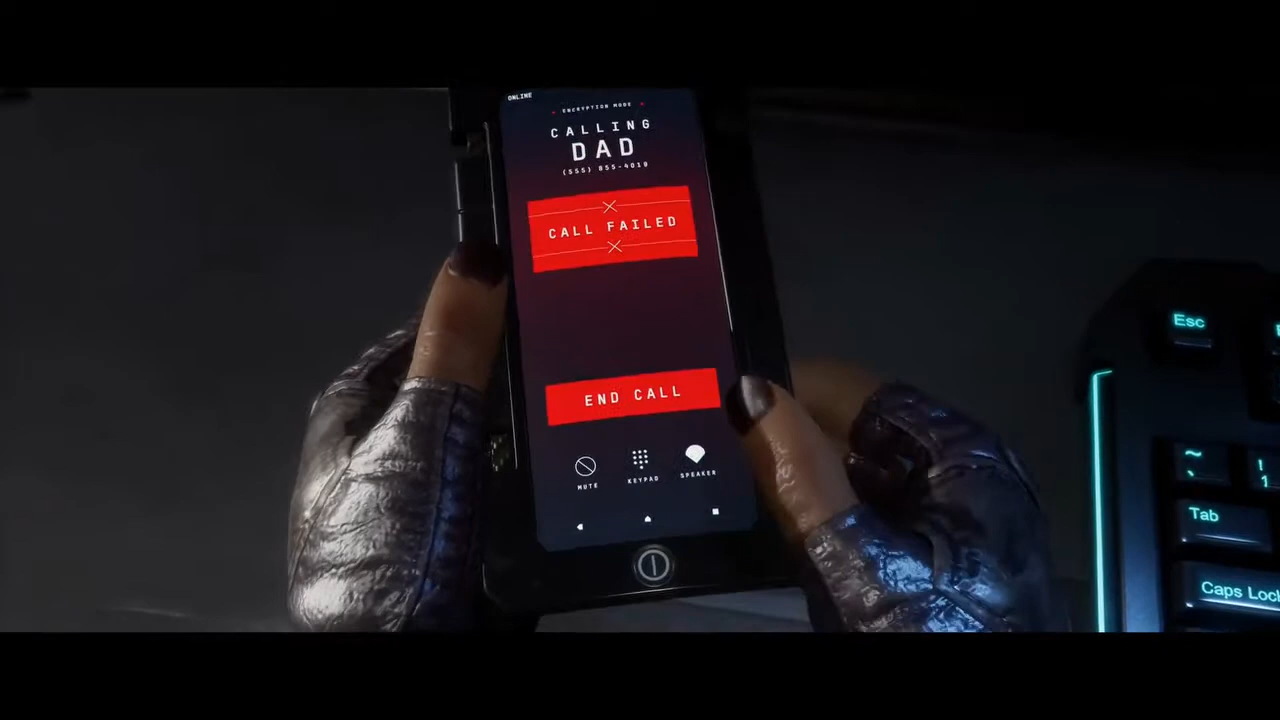 ONLINE
ENCRYPTION MODE
CALLING
DAD
(555) 855-4019
CALL FAILED
END CALL
MUTE
KEYPAD
SPEAKER
Esc
~
`
!
1
Tab
Caps Lock